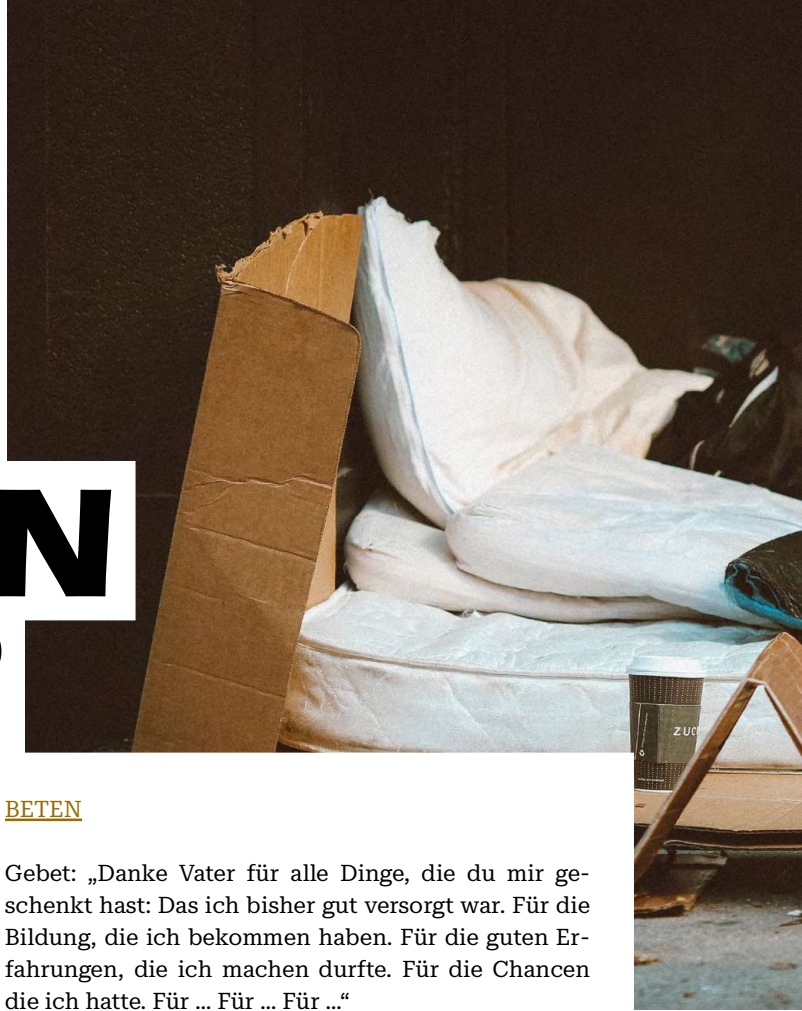 N
ZUC
BETEN
Gebet: „Danke Vater für alle Dinge, die du mir ge-
schenkt hast: Das ich bisher gut versorgt war. Für die
Bildung, die ich bekommen haben. Für die guten Er-
fahrungen, die ich machen durfte. Für die Chancen
die ich hatte. Für ... Für ... Für ...“